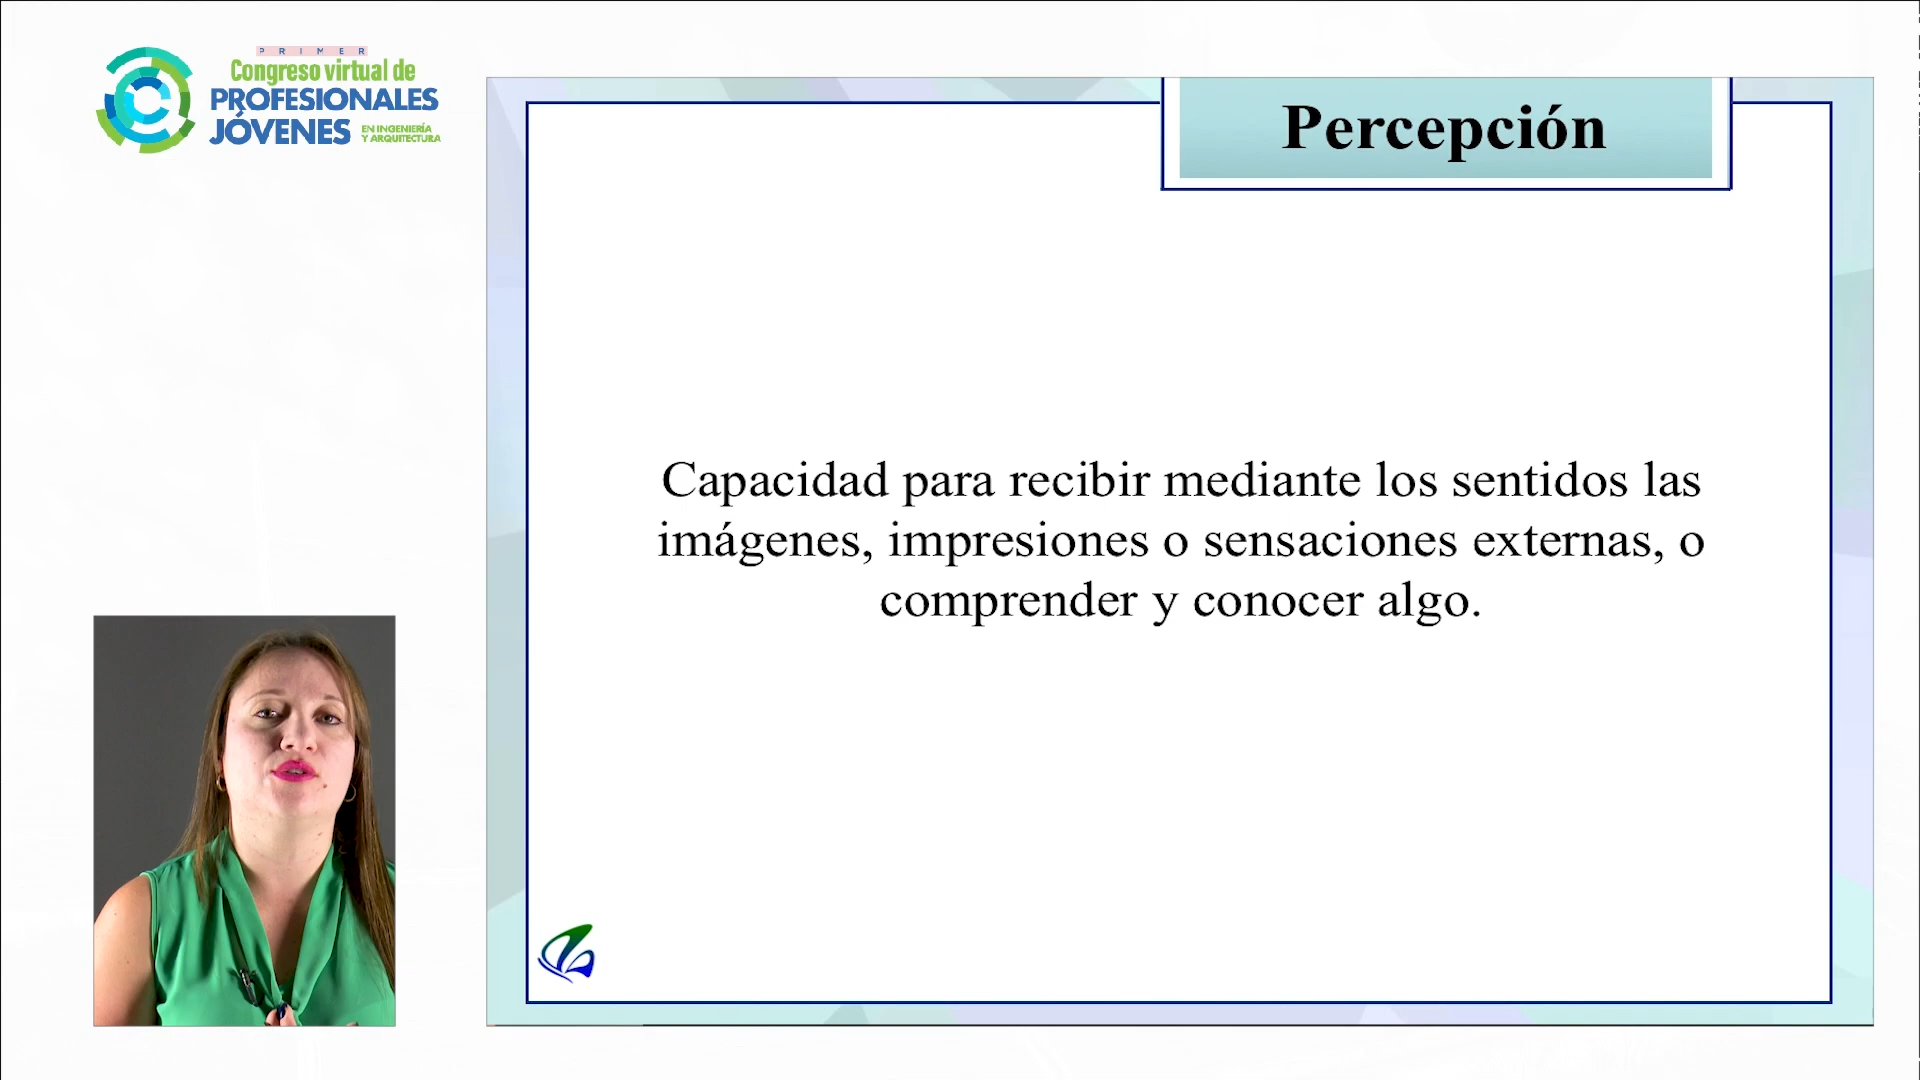 PRIMER
Congreso virtual de
PROFESIONALES
JÓVENES EN INGENIERÍA
Y ARQUITECTURA
Percepción
Capacidad para recibir mediante los sentidos las
imágenes, impresiones o sensaciones externas, o
comprender y conocer algo.